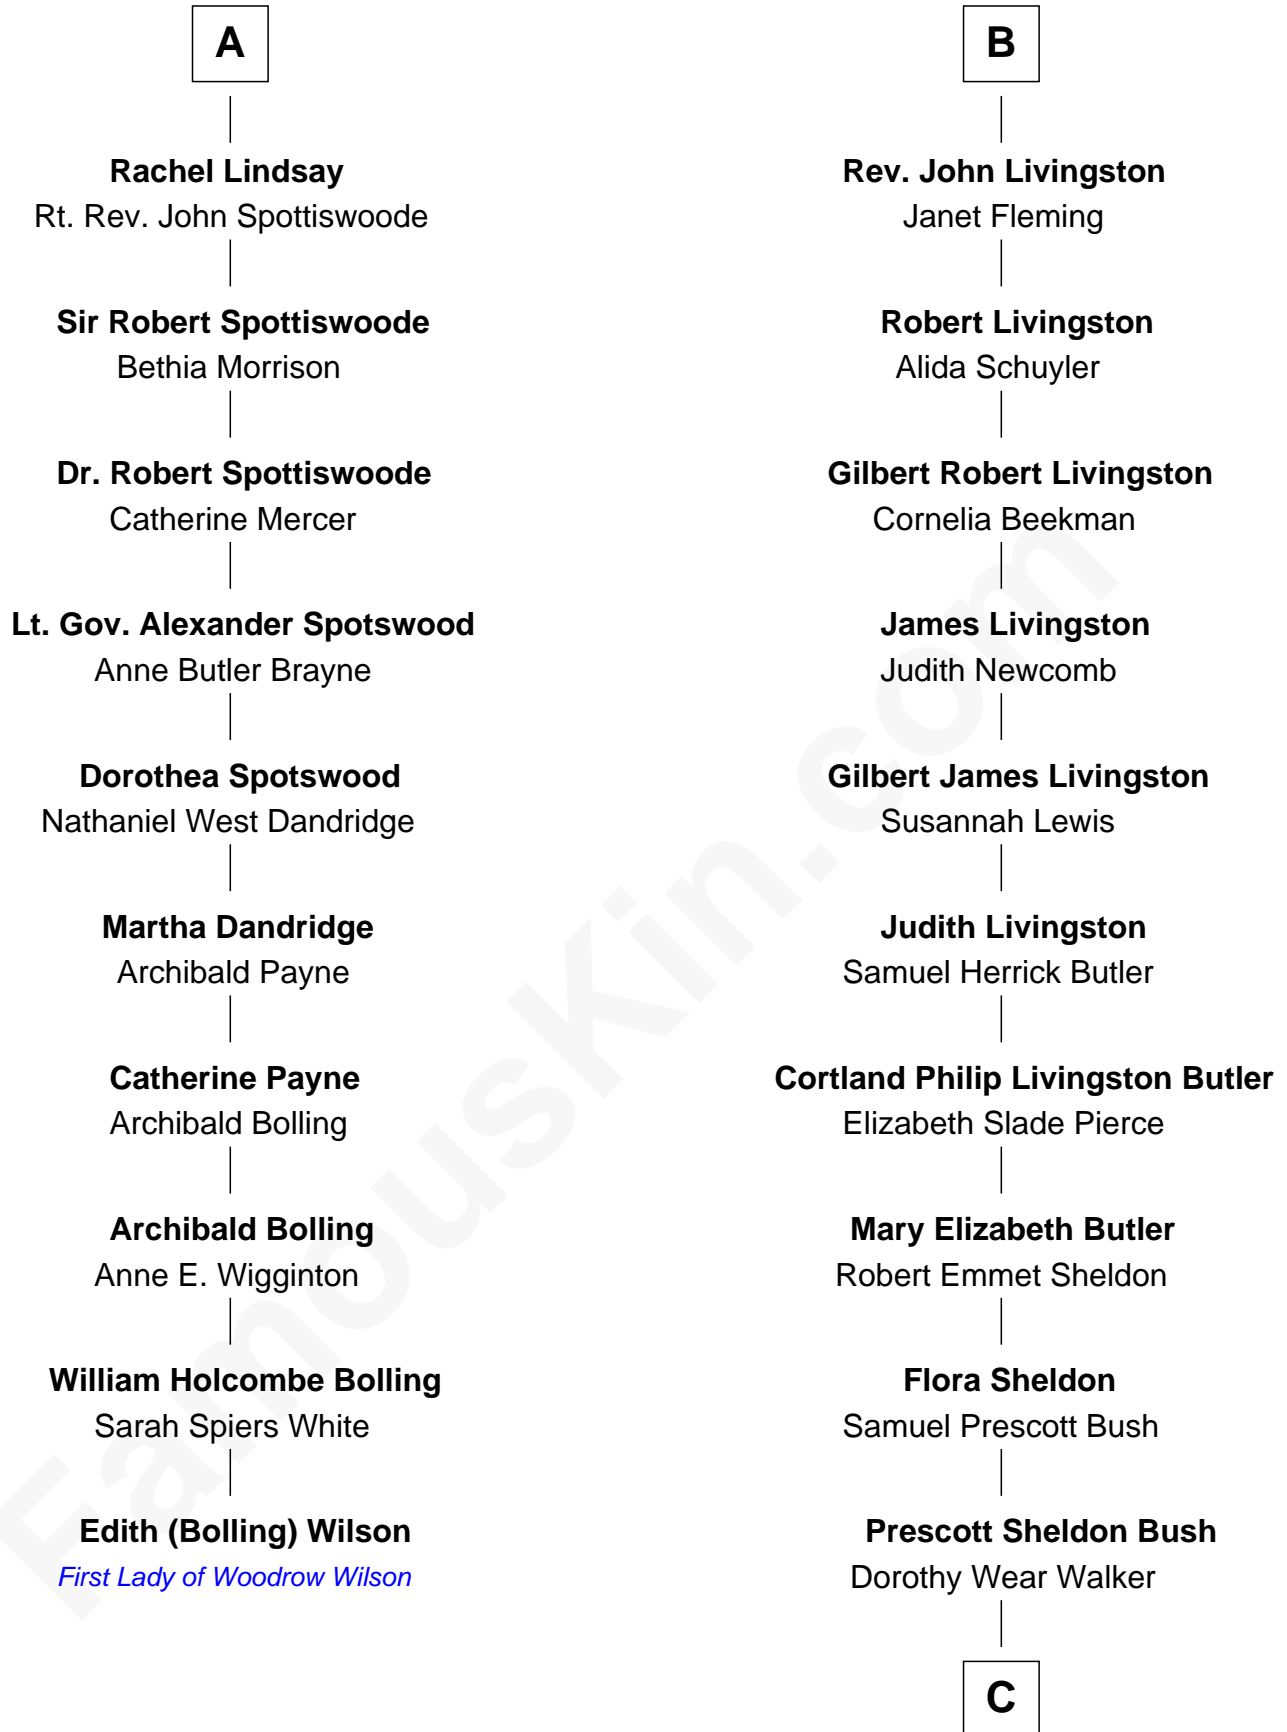 A
Rachel Lindsay
Rt. Rev. John Spottiswoode
Sir Robert Spottiswoode
Bethia Morrison
Dr. Robert Spottiswoode
Catherine Mercer
Lt. Gov. Alexander Spotswood
Anne Butler Brayne
Dorothea Spotswood
Nathaniel West Dandridge
Martha Dandridge
Archibald Payne
Catherine Payne
Archibald Bolling
Archibald Bolling
Anne E. Wigginton
William Holcombe Bolling
Sarah Spiers White
Edith (Bolling) Wilson
First Lady of Woodrow Wilson
B
Rev. John Livingston
Janet Fleming
Robert Livingston
Alida Schuyler
Gilbert Robert Livingston
Cornelia Beekman
James Livingston
Judith Newcomb
Gilbert James Livingston
Susannah Lewis
Judith Livingston
Samuel Herrick Butler
Cortland Philip Livingston Butler
Elizabeth Slade Pierce
Mary Elizabeth Butler
Robert Emmet Sheldon
Flora Sheldon
Samuel Prescott Bush
Prescott Sheldon Bush
Dorothy Wear Walker
C
FamousKin.com